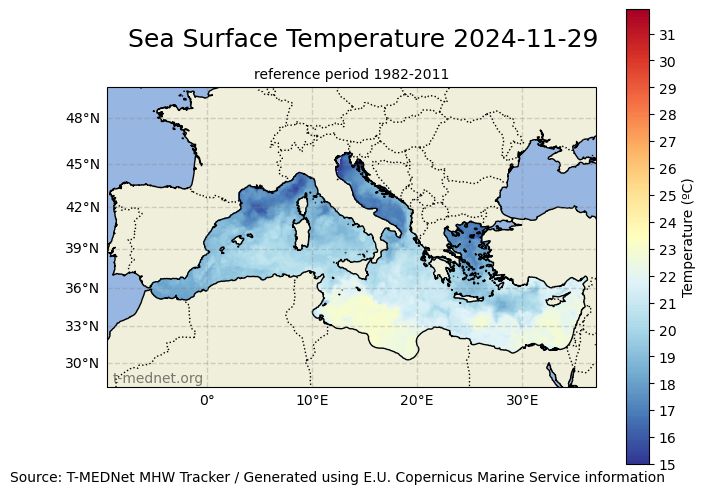 Sea Surface Temperature 2024-11-29
reference period 1982-2011
48°N
45°N
42°N
39°N
36°N
33°N
30°N
t-mednet.org
0°
10°E
20°E
30°E
31
30
29
28
27
26
25
24
23
22
21
20
19
18
17
16
15
Temperature (ºC)
Source: T-MEDNet MHW Tracker / Generated using E.U. Copernicus Marine Service information